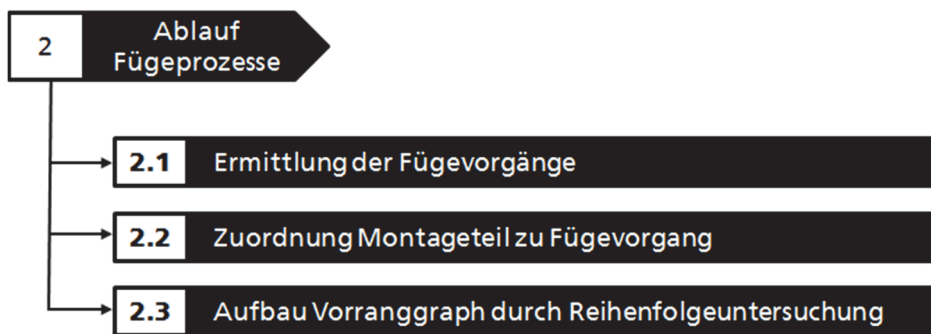 2
Ablauf
Fügeprozesse
2.1 Ermittlung der Fügevorgänge
2.2 Zuordnung Montageteil zu Fügevorgang
2.3 Aufbau Vorranggraph durch Reihenfolgeuntersuchung